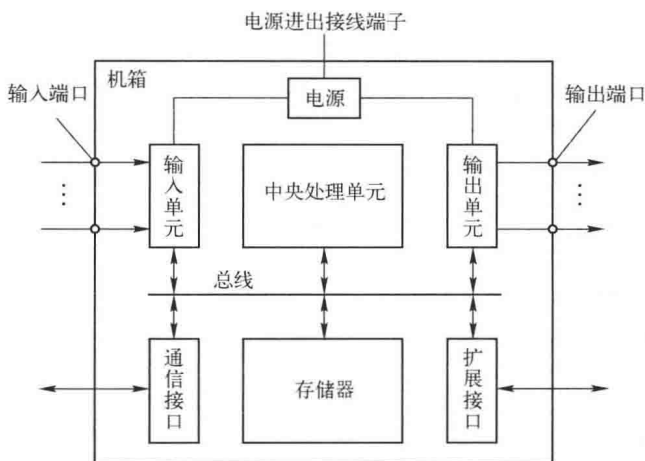 电源进出接线端子
机箱
输入端口
电源
输出端口
输入单元
中央处理单元
输出单元
⋮
⋮
总线
通信接口
存储器
扩展接口